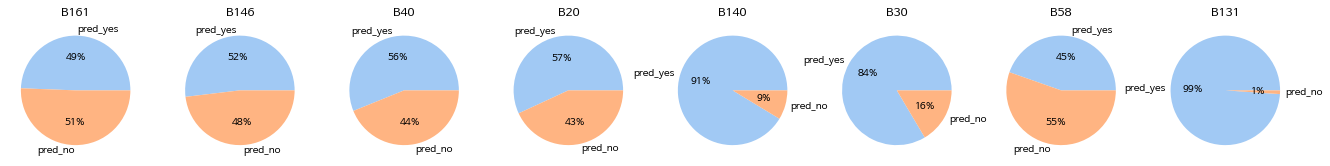 B161 B146 B40 B20 B140 B30 B58 B131
pred_yes 49% 51% pred_no
pred_yes 52% 48% pred_no
pred_yes 56% 44% pred_no
pred_yes 57% 43% pred_no
pred_yes 91% 9% pred_no
pred_yes 84% 16% pred_no
pred_yes 45% 55% pred_no
pred_yes 99% 1% pred_no